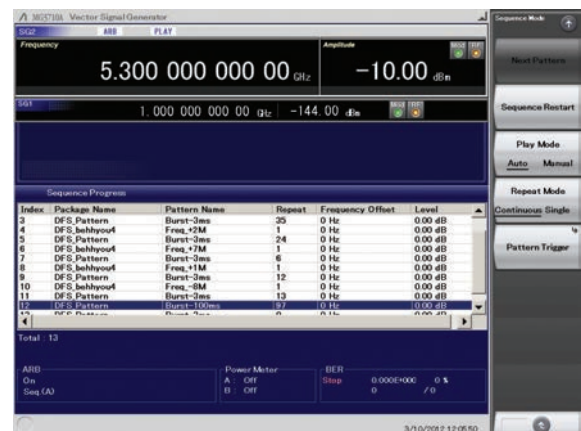 MG3710A Vector Signal Generator
SG2 ARB PLAY
Frequency Amplitude
5.300 000 000 00 GHz −10.00 dBm
SG1 1.000 000 000 00 GHz −144.00 dBm
Sequence Progress
Index Package Name Pattern Name Repeat Frequency Offset Level
3 DFS_Pattern Burst-3ms 35 0 Hz 0.00 dB
4 DFS_behhyou4 Freq_+2M 1 0 Hz 0.00 dB
5 DFS_Pattern Burst-3ms 24 0 Hz 0.00 dB
6 DFS_behhyou4 Freq_+7M 1 0 Hz 0.00 dB
7 DFS_Pattern Burst-3ms 6 0 Hz 0.00 dB
8 DFS_behhyou4 Freq_+1M 1 0 Hz 0.00 dB
9 DFS_Pattern Burst-3ms 12 0 Hz 0.00 dB
10 DFS_behhyou4 Freq_-8M 1 0 Hz 0.00 dB
11 DFS_Pattern Burst-3ms 13 0 Hz 0.00 dB
12 DFS_Pattern Burst-100ms 97 0 Hz 0.00 dB
Total : 13
ARB
On
Seq.(A)
Power Meter
A : Off
B : Off
BER
Stop 0.000E+000 0 %
0 / 0
3/10/2012 12:05:50
Sequence Mode
Next Pattern
Sequence Restart
Play Mode
Auto Manual
Repeat Mode
Continuous Single
Pattern Trigger